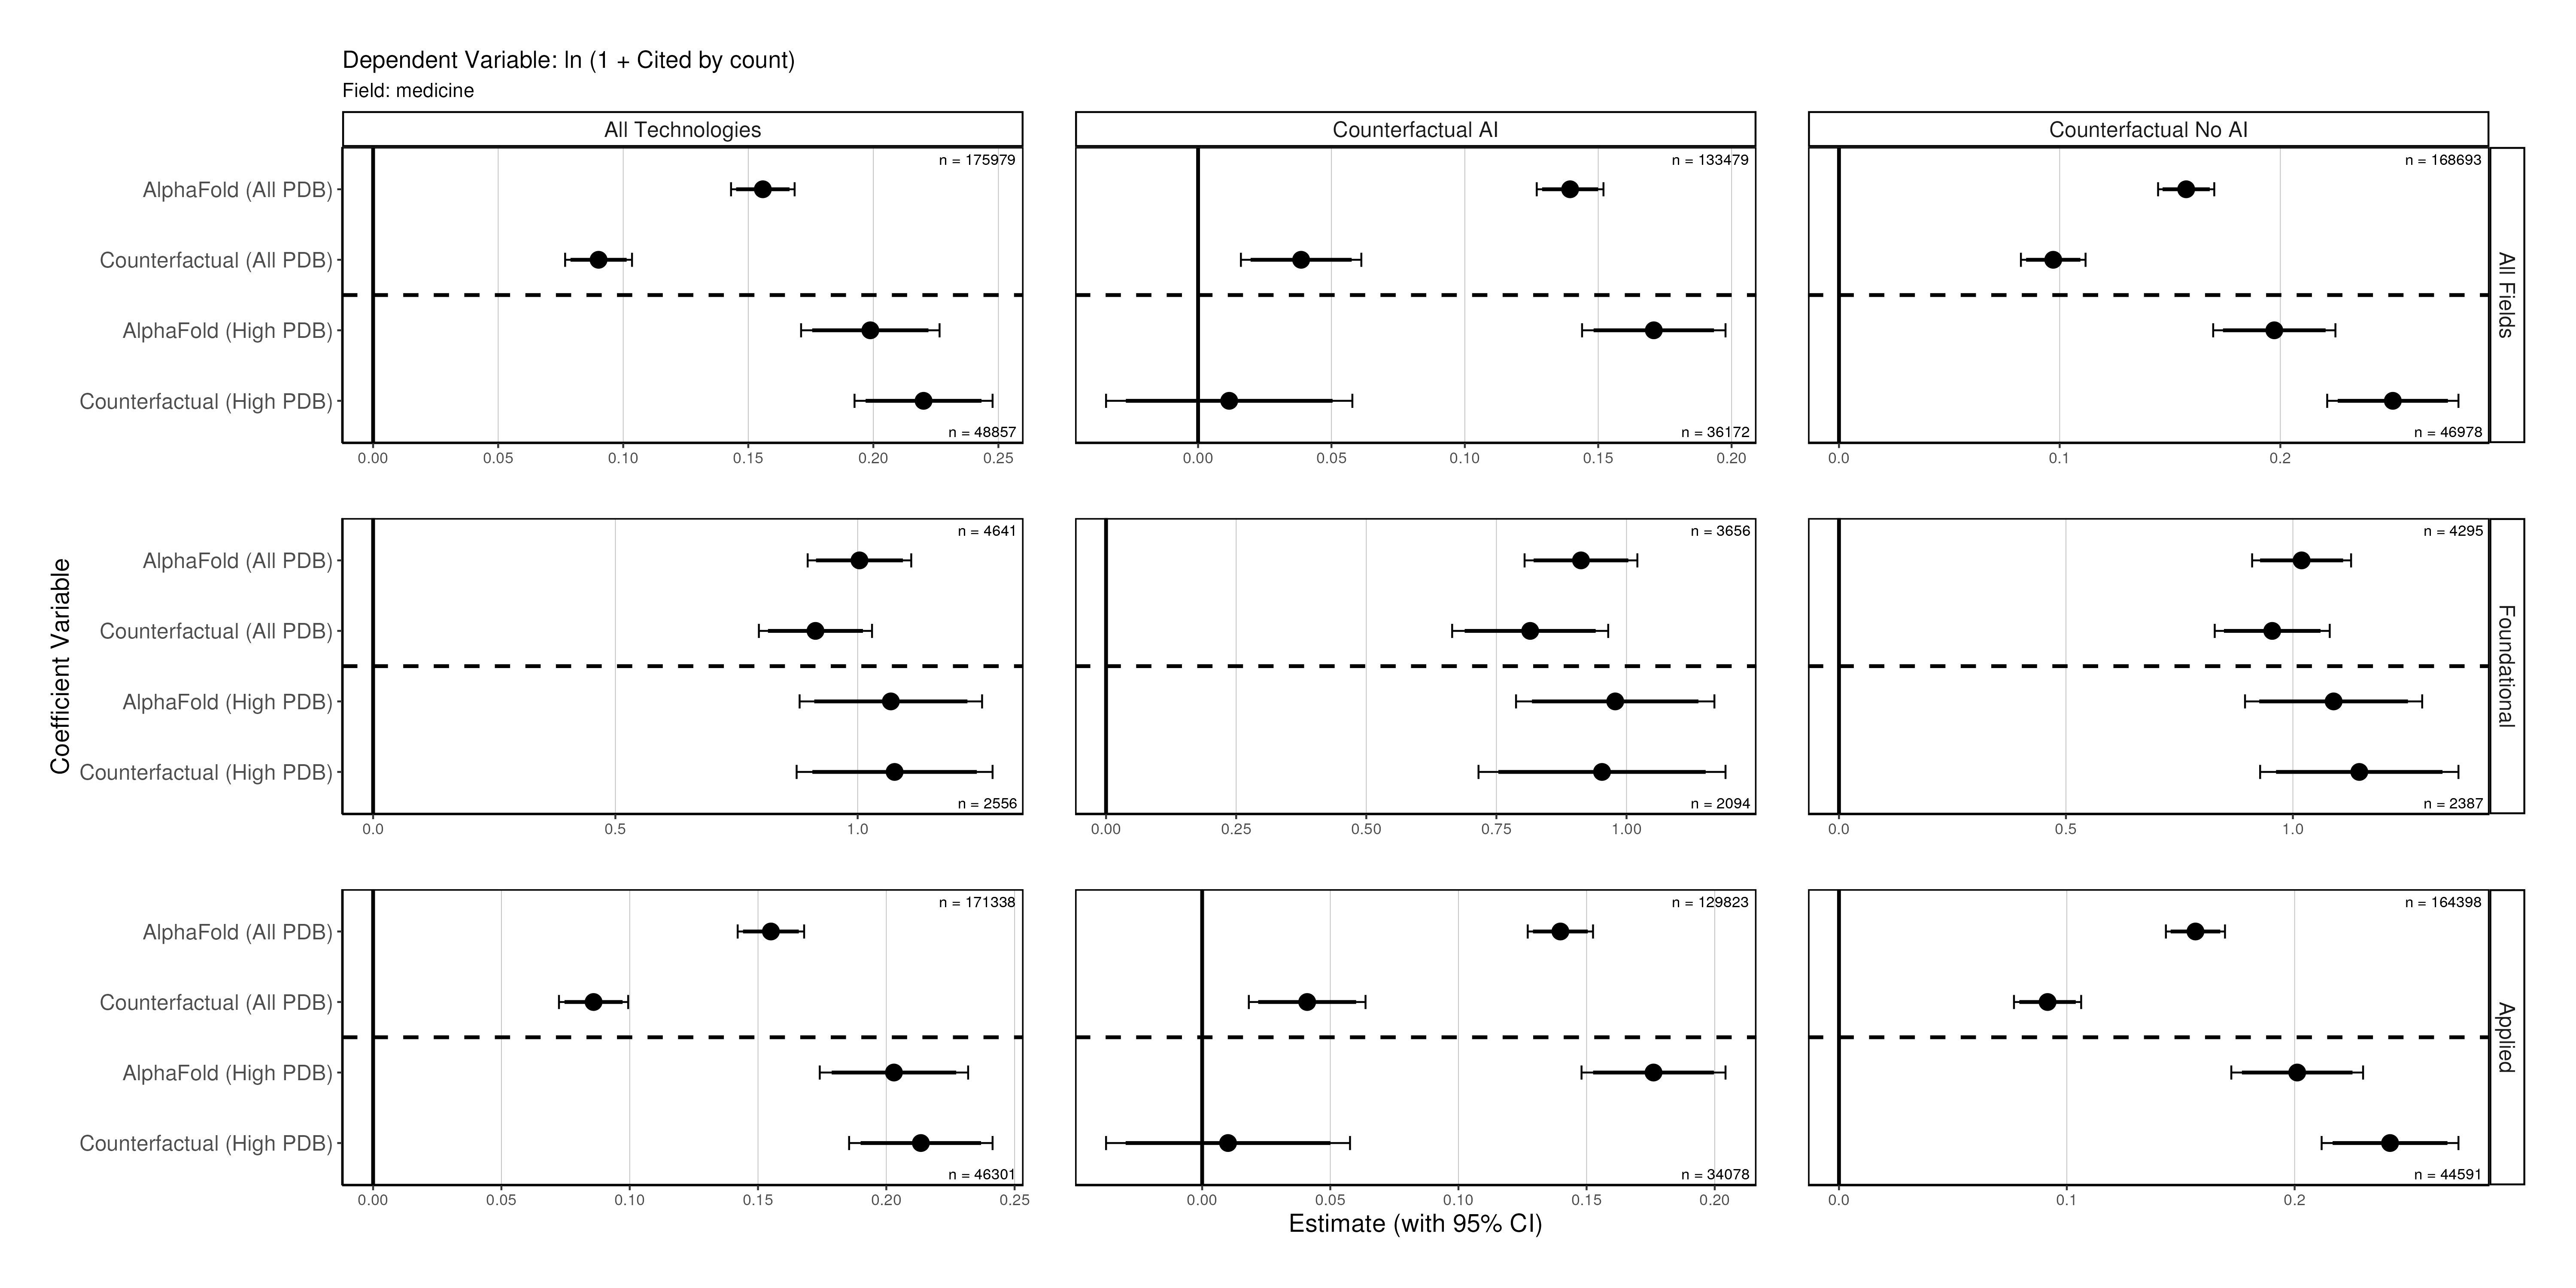 Dependent Variable: ln (1 + Cited by count)
Field: medicine
All Technologies
Counterfactual AI
Counterfactual No AI
AlphaFold (All PDB)
Counterfactual (All PDB)
AlphaFold (High PDB)
Counterfactual (High PDB)
n = 175979
n = 48857
0.00 0.05 0.10 0.15 0.20 0.25
n = 133479
n = 36172
0.00 0.05 0.10 0.15 0.20
n = 168693
n = 46978
0.0 0.1 0.2
All Fields
Coefficient Variable
AlphaFold (All PDB)
Counterfactual (All PDB)
AlphaFold (High PDB)
Counterfactual (High PDB)
n = 4641
n = 2556
0.0 0.5 1.0
n = 3656
n = 2094
0.00 0.25 0.50 0.75 1.00
n = 4295
n = 2387
0.0 0.5 1.0
Foundational
AlphaFold (All PDB)
Counterfactual (All PDB)
AlphaFold (High PDB)
Counterfactual (High PDB)
n = 171338
n = 46301
0.00 0.05 0.10 0.15 0.20 0.25
n = 129823
n = 34078
0.00 0.05 0.10 0.15 0.20
n = 164398
n = 44591
0.0 0.1 0.2
Applied
Estimate (with 95% CI)